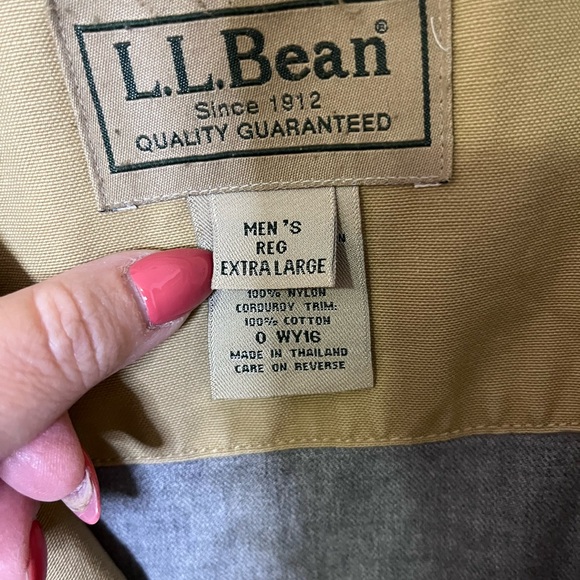 L.L.Bean®
Since 1912
QUALITY GUARANTEED
MEN'S
REG
EXTRA LARGE
N
100% NYLON
CORDUROY TRIM:
100% COTTON
0 WY16
MADE IN THAILAND
CARE ON REVERSE